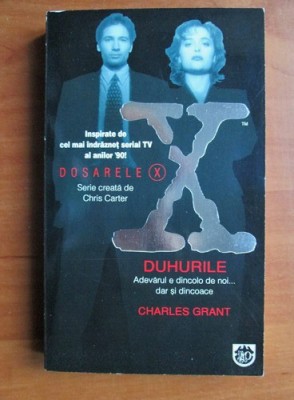 Inspirate de
cel mai îndrăzneț serial TV
al anilor '90!
DOSARELE X
Serie creată de
Chris Carter
X
TM
DUHURILE
Adevărul e dincolo de noi...
dar și dincoace
CHARLES GRANT